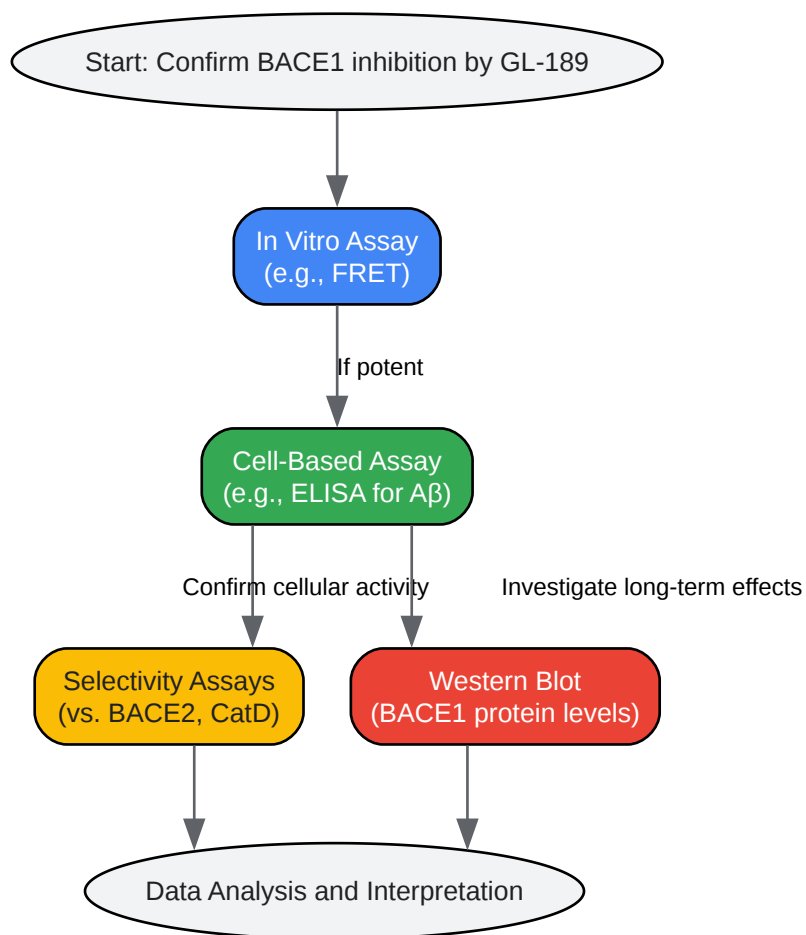 Start: Confirm BACE1 inhibition by GL-189
In Vitro Assay
(e.g., FRET)
If potent
Cell-Based Assay
(e.g., ELISA for Aβ)
Confirm cellular activity
Investigate long-term effects
Selectivity Assays
(vs. BACE2, CatD)
Western Blot
(BACE1 protein levels)
Data Analysis and Interpretation